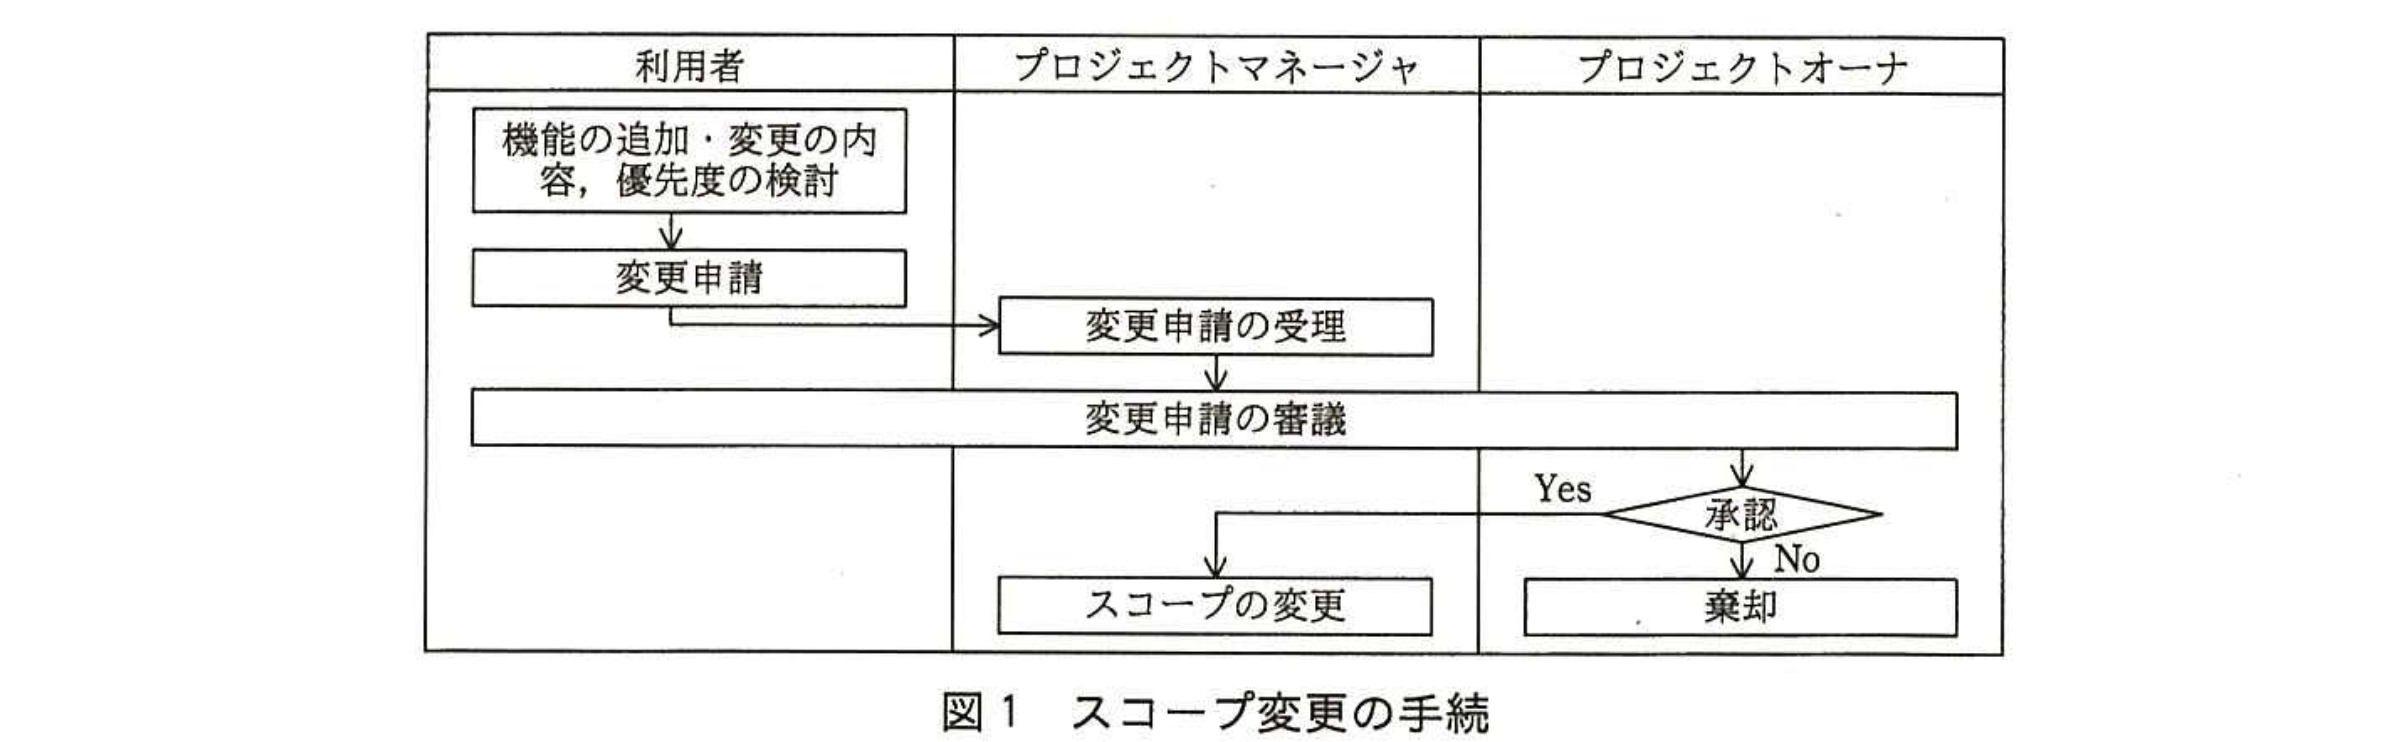 利用者
プロジェクトマネージャ
プロジェクトオーナ
機能の追加・変更の内
容，優先度の検討
変更申請
変更申請の受理
変更申請の審議
Yes
承認
No
スコープの変更
棄却
図1　スコープ変更の手続